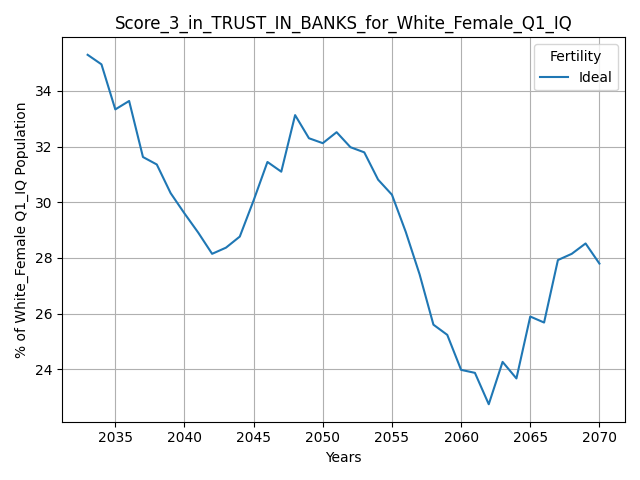 Score_3_in_TRUST_IN_BANKS_for_White_Female_Q1_IQ
Fertility
Ideal
% of White_Female Q1_IQ Population
34
32
30
28
26
24
2035 2040 2045 2050 2055 2060 2065 2070
Years